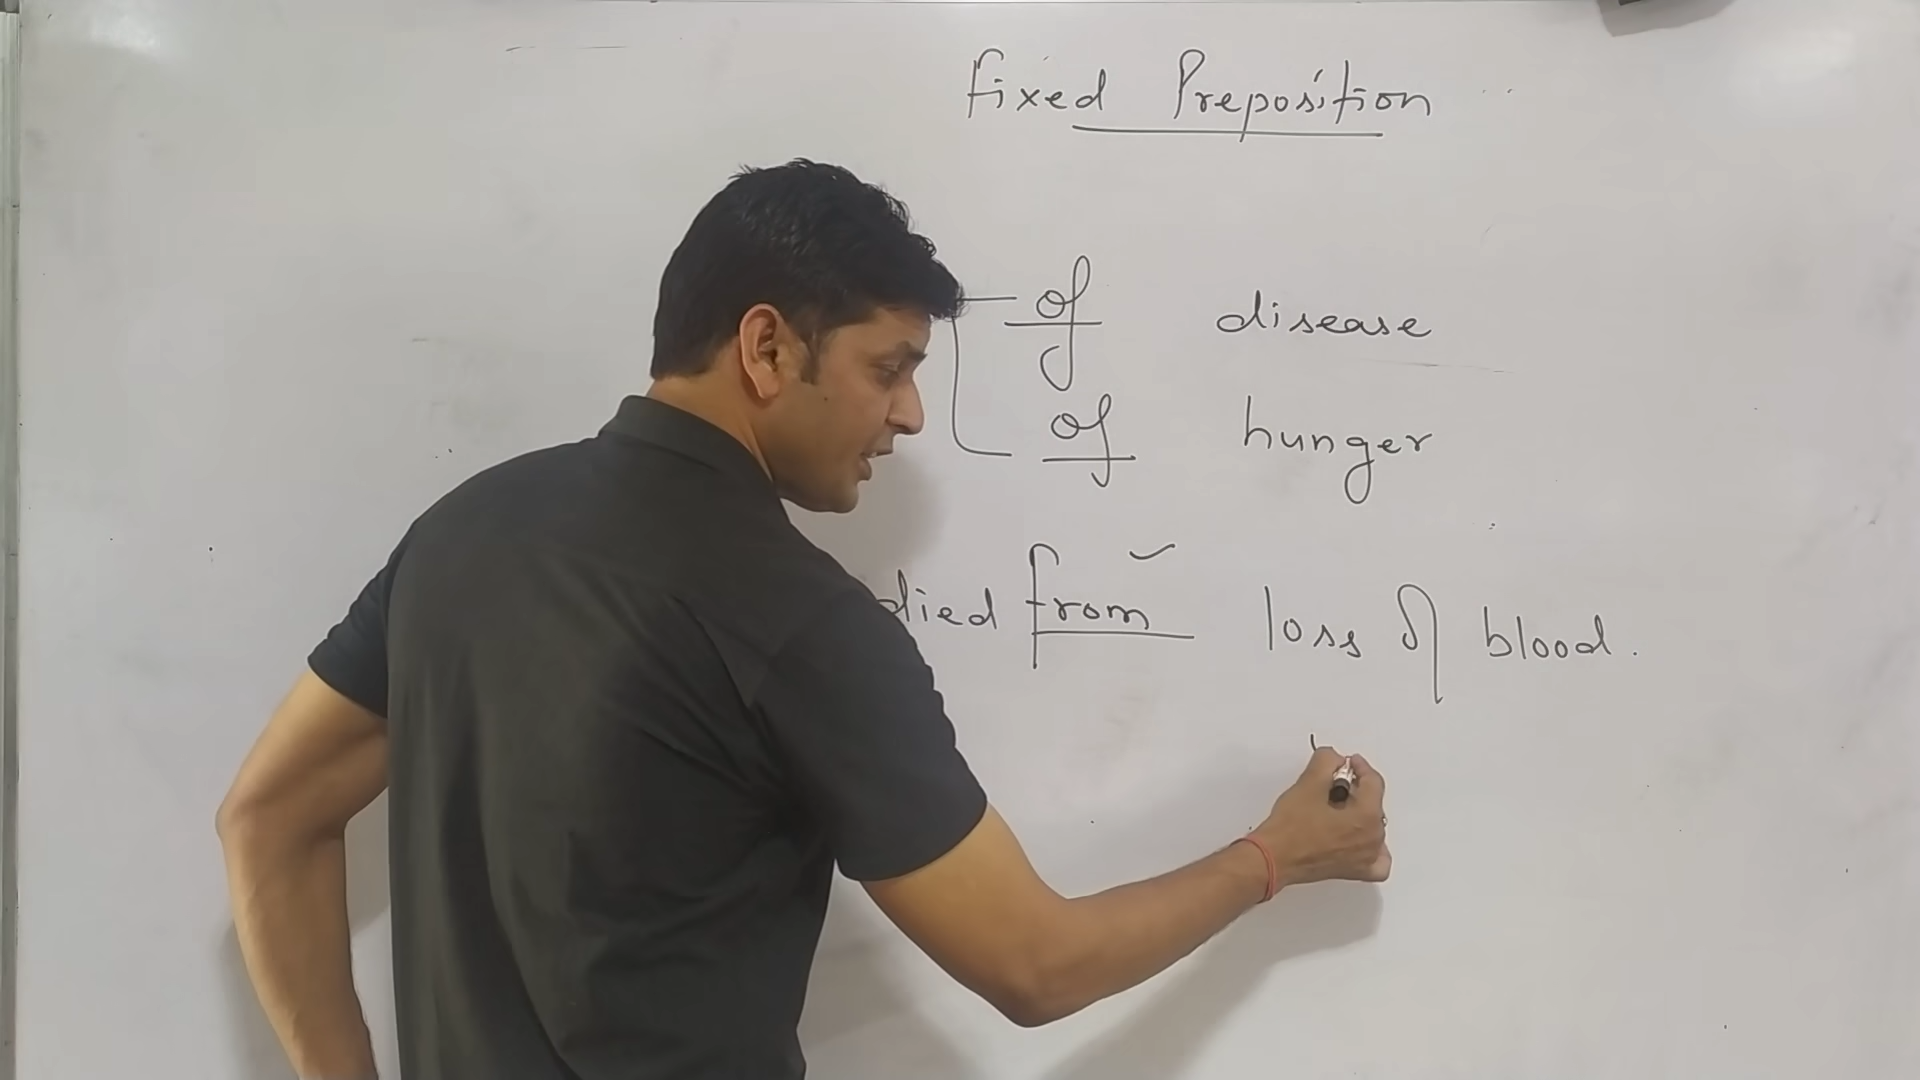 fixed Preposition
of disease
of hunger
died from loss of blood.